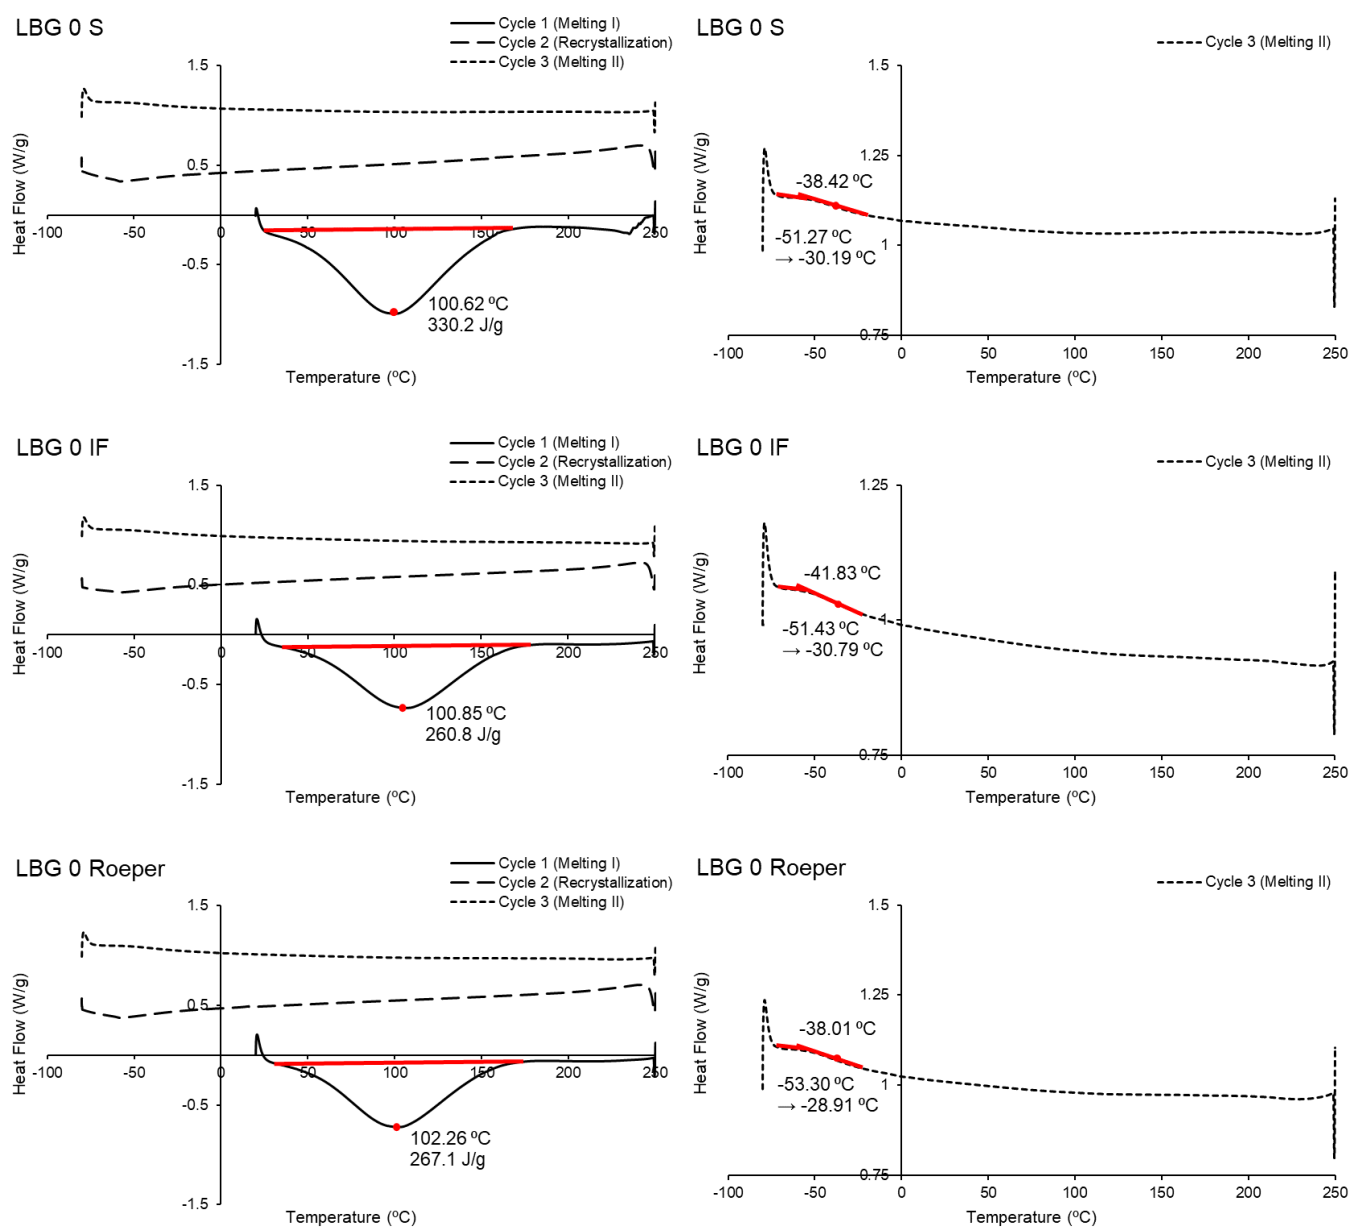 LBG 0 S
Cycle 1 (Melting I)
Cycle 2 (Recrystallization)
Cycle 3 (Melting II)
1.5
0.5
-0.5
-1.5
-100
-50
0
50
100
150
200
250
Heat Flow (W/g)
Temperature (ºC)
100.62 ºC
330.2 J/g
LBG 0 S
Cycle 3 (Melting II)
1.5
1.25
1
0.75
-100
-50
0
50
100
150
200
250
Heat Flow (W/g)
Temperature (ºC)
-38.42 ºC
-51.27 ºC
→ -30.19 ºC
LBG 0 IF
Cycle 1 (Melting I)
Cycle 2 (Recrystallization)
Cycle 3 (Melting II)
1.5
0.5
-0.5
-1.5
-100
-50
0
50
100
150
200
250
Heat Flow (W/g)
Temperature (ºC)
100.85 ºC
260.8 J/g
LBG 0 IF
Cycle 3 (Melting II)
1.25
1
0.75
-100
-50
0
50
100
150
200
250
Heat Flow (W/g)
Temperature (ºC)
-41.83 ºC
-51.43 ºC
→ -30.79 ºC
LBG 0 Roeper
Cycle 1 (Melting I)
Cycle 2 (Recrystallization)
Cycle 3 (Melting II)
1.5
0.5
-0.5
-1.5
-100
-50
0
50
100
150
200
250
Heat Flow (W/g)
Temperature (ºC)
102.26 ºC
267.1 J/g
LBG 0 Roeper
Cycle 3 (Melting II)
1.5
1.25
1
0.75
-100
-50
0
50
100
150
200
250
Heat Flow (W/g)
Temperature (ºC)
-38.01 ºC
-53.30 ºC
→ -28.91 ºC